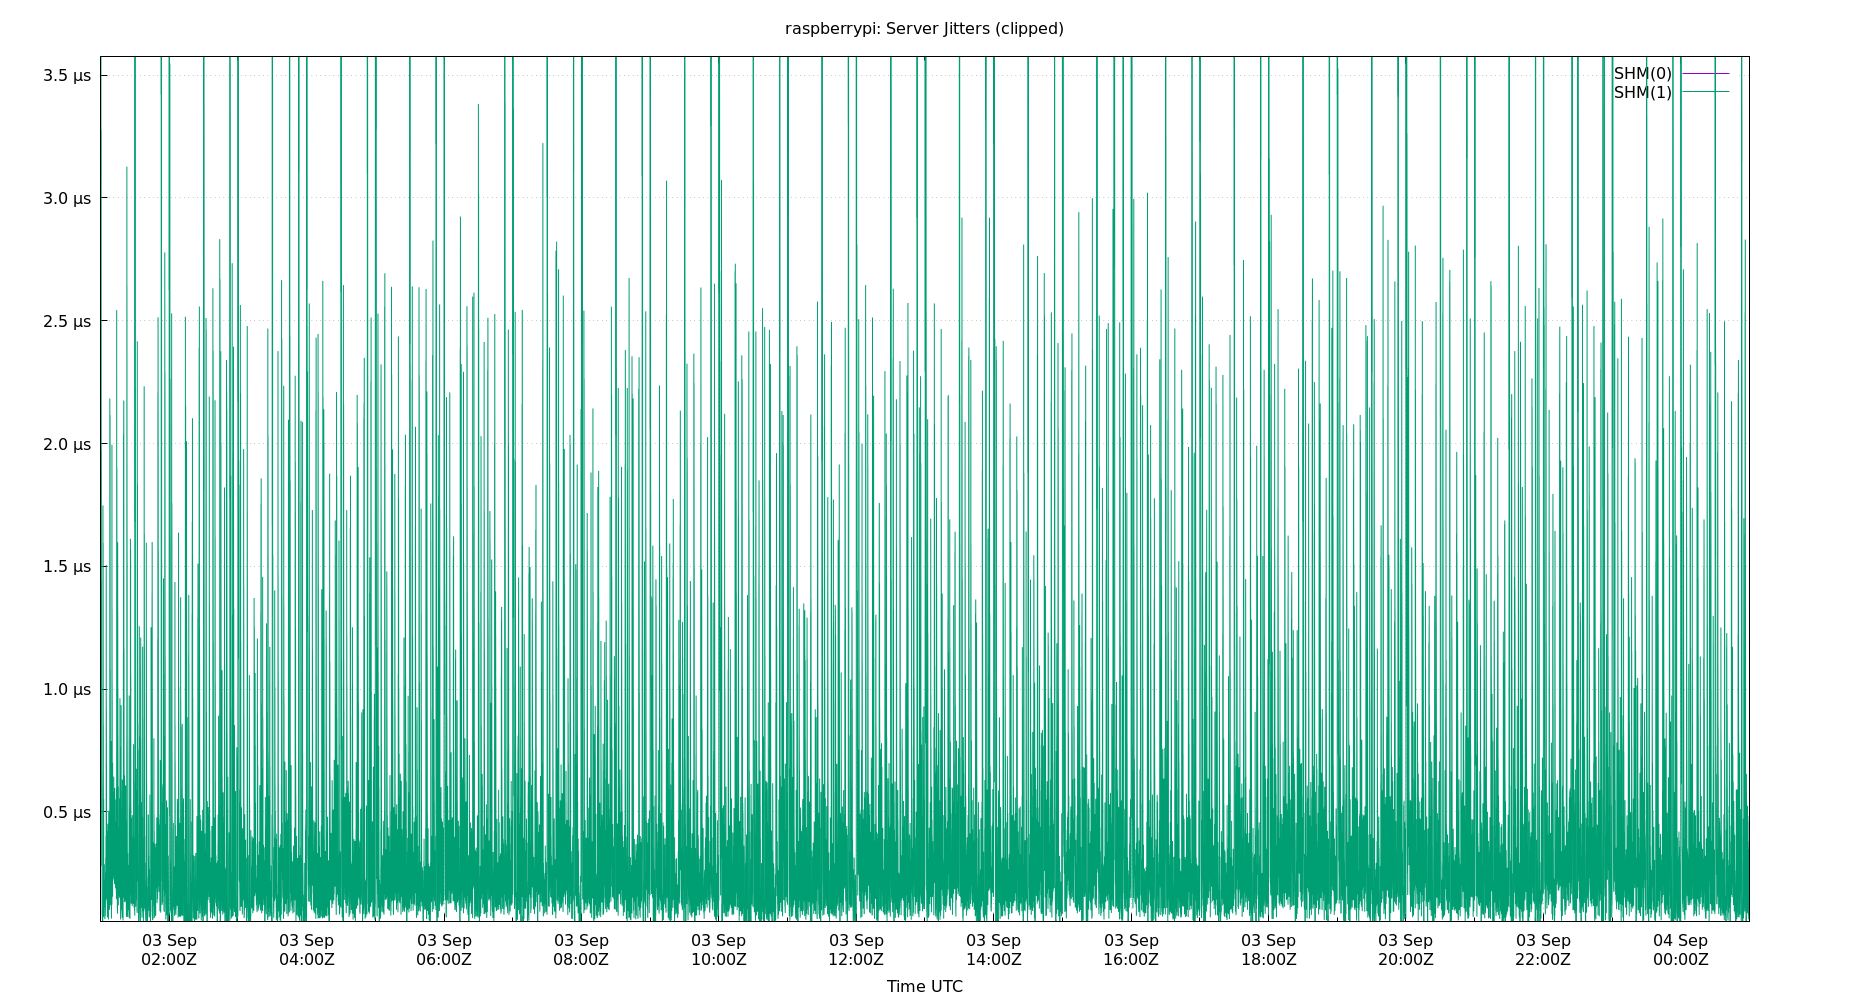 raspberrypi: Server Jitters (clipped)
3.5 µs
3.0 µs
2.5 µs
2.0 µs
1.5 µs
1.0 µs
0.5 µs
SHM(0)
SHM(1)
03 Sep 03 Sep 03 Sep 03 Sep 03 Sep 03 Sep 03 Sep 03 Sep 03 Sep 03 Sep 03 Sep 04 Sep
02:00Z 04:00Z 06:00Z 08:00Z 10:00Z 12:00Z 14:00Z 16:00Z 18:00Z 20:00Z 22:00Z 00:00Z
Time UTC